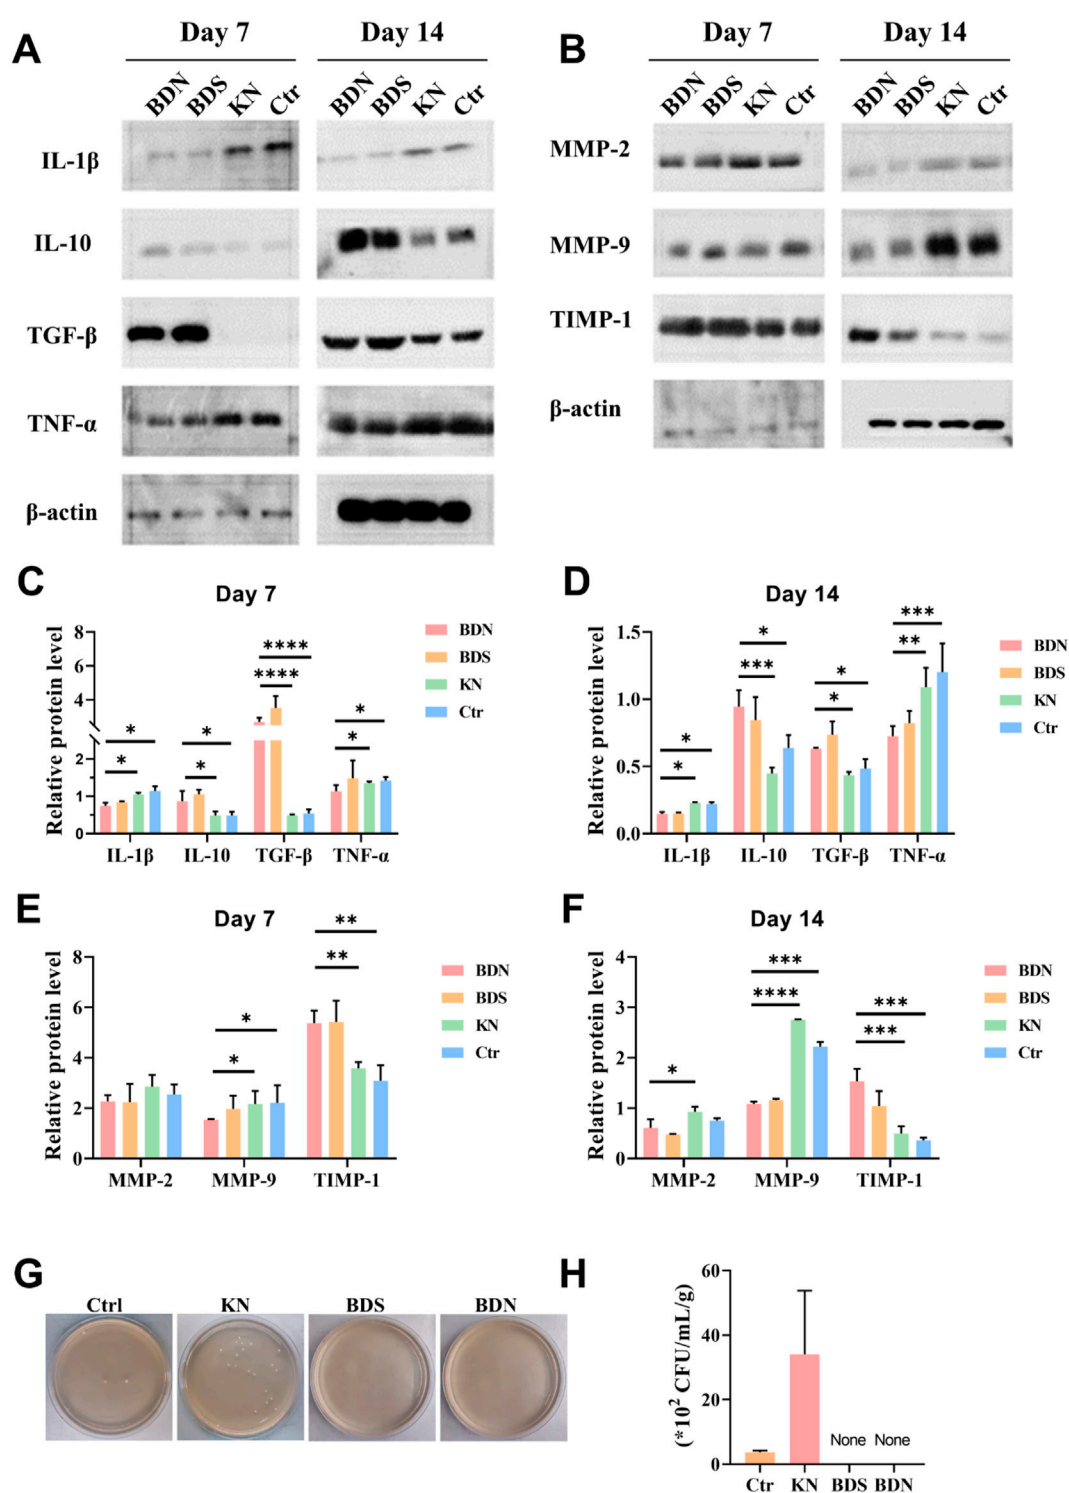 A
Day 7
Day 14
BDN
BDS
KN
Ctr
BDN
BDS
KN
Ctr
IL-1β
IL-10
TGF-β
TNF-α
β-actin
B
Day 7
Day 14
BDN
BDS
KN
Ctr
BDN
BDS
KN
Ctr
MMP-2
MMP-9
TIMP-1
β-actin
C
Day 7
Relative protein level
8
6
4
2
1
0
*
*
*
*
****
****
*
*
IL-1β
IL-10
TGF-β
TNF-α
BDN
BDS
KN
Ctr
D
Day 14
Relative protein level
1.5
1.0
0.5
0.0
*
*
*
***
*
*
***
**
IL-1β
IL-10
TGF-β
TNF-α
BDN
BDS
KN
Ctr
E
Day 7
Relative protein level
8
6
4
2
0
*
*
**
**
MMP-2
MMP-9
TIMP-1
BDN
BDS
KN
Ctr
F
Day 14
Relative protein level
4
3
2
1
0
*
***
****
***
***
MMP-2
MMP-9
TIMP-1
BDN
BDS
KN
Ctr
G
Ctrl
KN
BDS
BDN
H
(*10² CFU/mL/g)
60
40
20
0
None
None
Ctr
KN
BDS
BDN